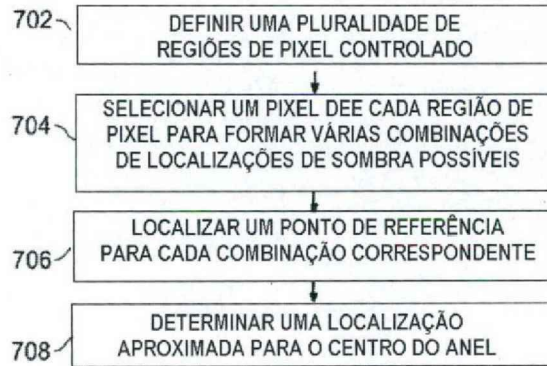 702
DEFINIR UMA PLURALIDADE DE
REGIÕES DE PIXEL CONTROLADO
704
SELECIONAR UM PIXEL DEE CADA REGIÃO DE
PIXEL PARA FORMAR VÁRIAS COMBINAÇÕES
DE LOCALIZAÇÕES DE SOMBRA POSSÍVEIS
706
LOCALIZAR UM PONTO DE REFERÊNCIA
PARA CADA COMBINAÇÃO CORRESPONDENTE
708
DETERMINAR UMA LOCALIZAÇÃO
APROXIMADA PARA O CENTRO DO ANEL